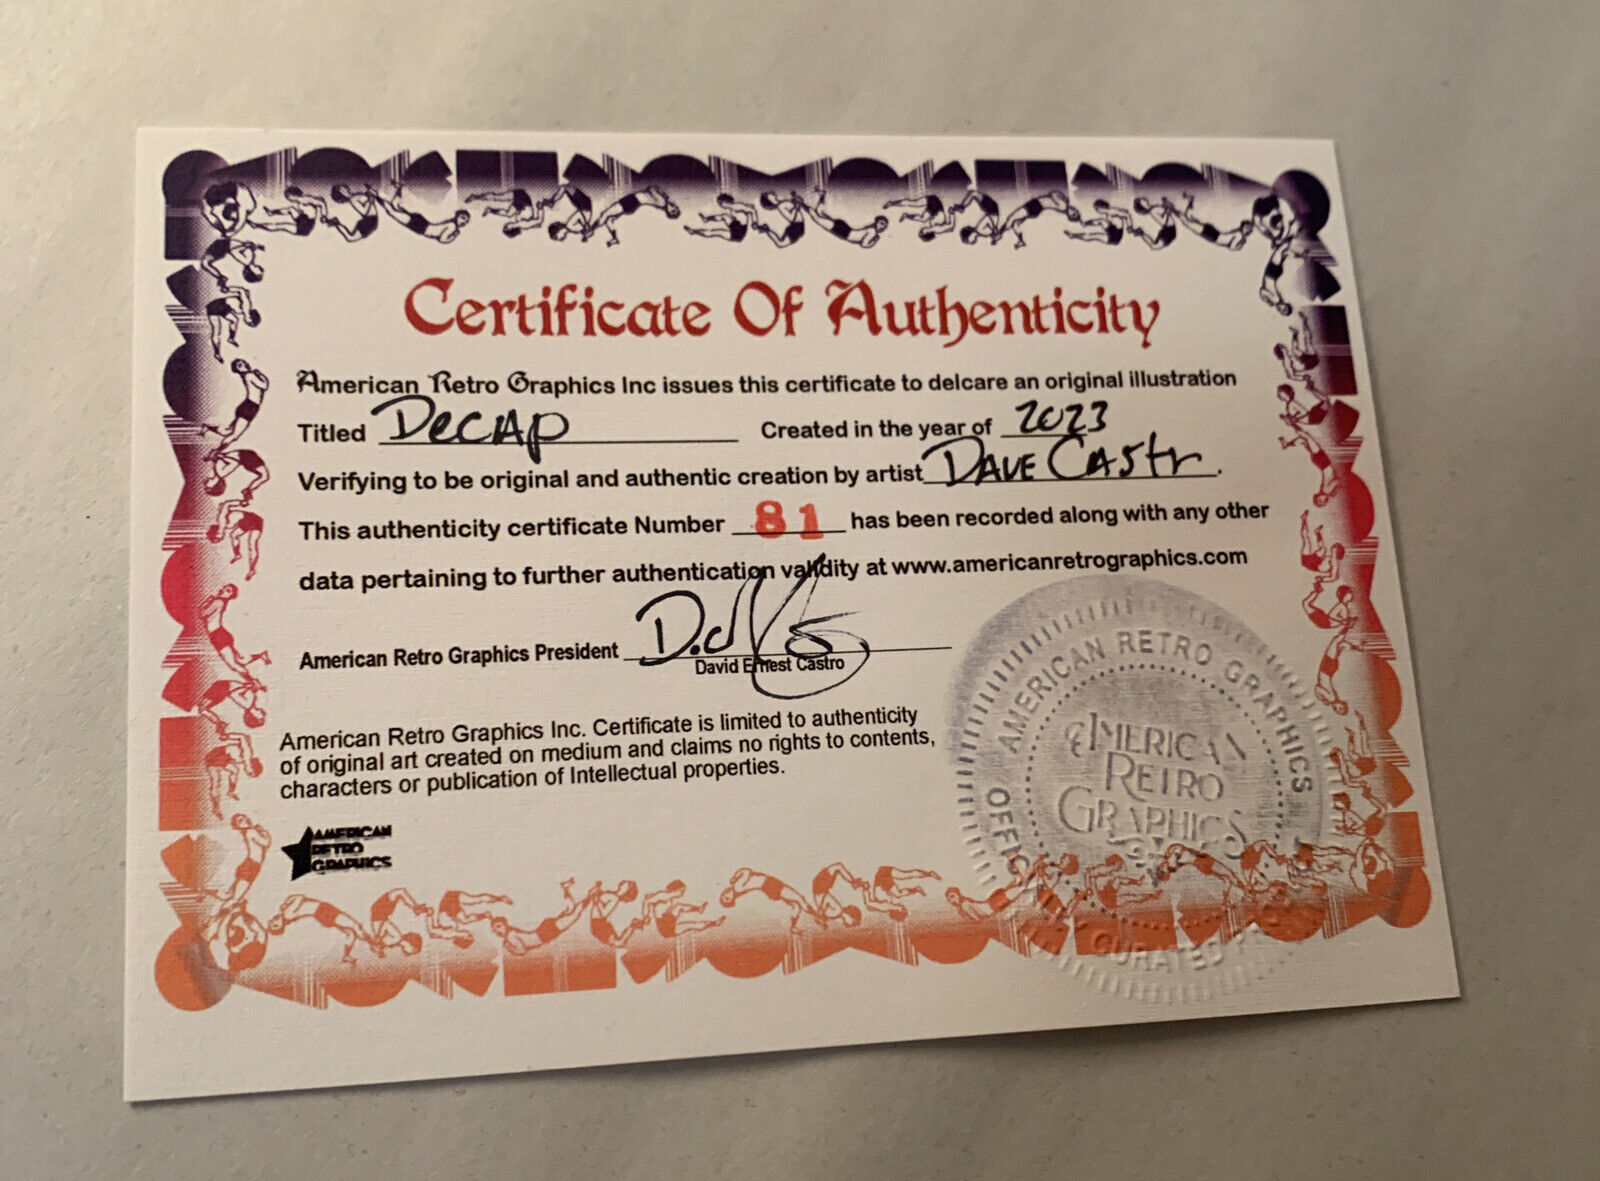 Certificate Of Authenticity
American Retro Graphics Inc issues this certificate to delcare an original illustration
Titled Decap Created in the year of 2023
Verifying to be original and authentic creation by artist Dave Castr.
This authenticity certificate Number 81 has been recorded along with any other
data pertaining to further authentication validity at www.americanretrographics.com
American Retro Graphics President
David Ernest Castro
American Retro Graphics Inc. Certificate is limited to authenticity
of original art created on medium and claims no rights to contents,
characters or publication of Intellectual properties.
AMERICAN
RETRO
GRAPHICS
AMERICAN RETRO GRAPHICS
AMERICAN
RETRO
GRAPHICS
OFFICIALLY CURATED